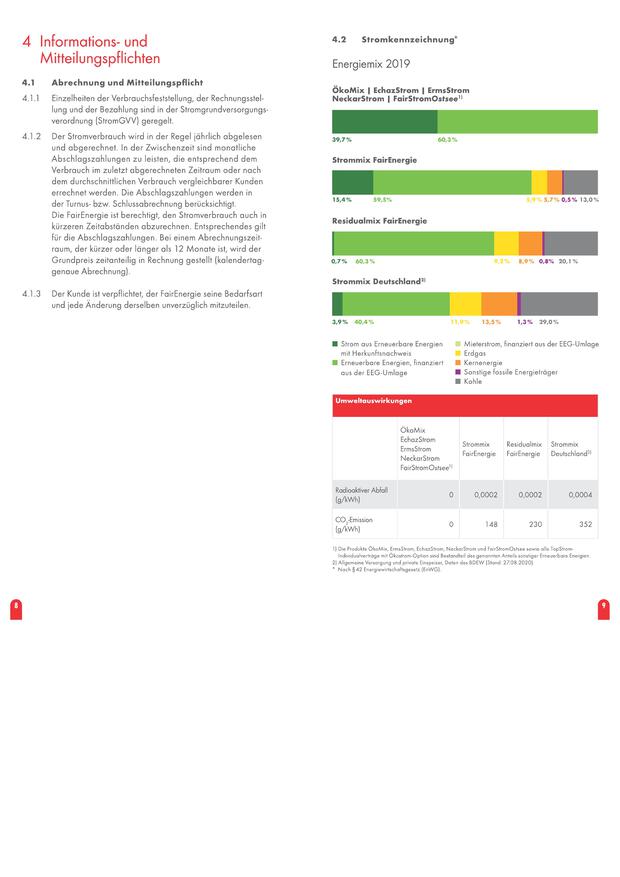 4 Informations- und
Mitteilungspflichten
4.1 Abrechnung und Mitteilungspflicht
4.1.1 Einzelheiten der Verbrauchsfeststellung, der Rechnungsstel-
lung und der Bezahlung sind in der Stromgrundversorgungs-
verordnung (StromGVV) geregelt.
4.1.2 Der Stromverbrauch wird in der Regel jährlich abgelesen
und abgerechnet. In der Zwischenzeit sind monatliche
Abschlagszahlungen zu leisten, die entsprechend dem
Verbrauch im zuletzt abgerechneten Zeitraum oder nach
dem durchschnittlichen Verbrauch vergleichbarer Kunden
errechnet werden. Die Abschlagszahlungen werden in
der Turnus- bzw. Schlussabrechnung berücksichtigt.
Die FairEnergie ist berechtigt, den Stromverbrauch auch in
kürzeren Zeitabständen abzurechnen. Entsprechendes gilt
für die Abschlagszahlungen. Bei einem Abrechnungszeit-
raum, der kürzer oder länger als 12 Monate ist, wird der
Grundpreis zeitanteilig in Rechnung gestellt (kalendertag-
genaue Abrechnung).
4.1.3 Der Kunde ist verpflichtet, der FairEnergie seine Bedarfsart
und jede Änderung derselben unverzüglich mitzuteilen.
8
4.2 Stromkennzeichnung*
Energiemix 2019
ÖkoMix | EchazStrom | ErmsStrom
NeckarStrom | FairStromOstsee1)
39,7% 60,3%
Strommix FairEnergie
15,4% 59,5% 5,9% 5,7% 0,5% 13,0%
Residualmix FairEnergie
0,7% 60,3% 9,2% 8,9% 0,8% 20,1%
Strommix Deutschland2)
3,9% 40,4% 11,9% 13,5% 1,3% 29,0%
Strom aus Erneuerbare Energien
mit Herkunftsnachweis
Erneuerbare Energien, finanziert
aus der EEG-Umlage
Mieterstrom, finanziert aus der EEG-Umlage
Erdgas
Kernenergie
Sonstige fossile Energieträger
Kohle
Umweltauswirkungen
ÖkoMix
EchazStrom
ErmsStrom
NeckarStrom
FairStromOstsee1)
Strommix
FairEnergie
Residualmix
FairEnergie
Strommix
Deutschland2)
Radioaktiver Abfall
(g/kWh)
0 0,0002 0,0002 0,0004
CO2-Emission
(g/kWh)
0 148 230 352
1) Die Produkte ÖkoMix, ErmsStrom, EchazStrom, NeckarStrom und FairStromOstsee sowie alle TopStrom-
Individualverträge mit Ökostrom-Option sind Bestandteil des genannten Anteils sonstiger Erneuerbare Energien.
2) Allgemeine Versorgung und private Einspeiser, Daten des BDEW (Stand: 27.08.2020)
* Nach § 42 Energiewirtschaftsgesetz (EnWG).
9